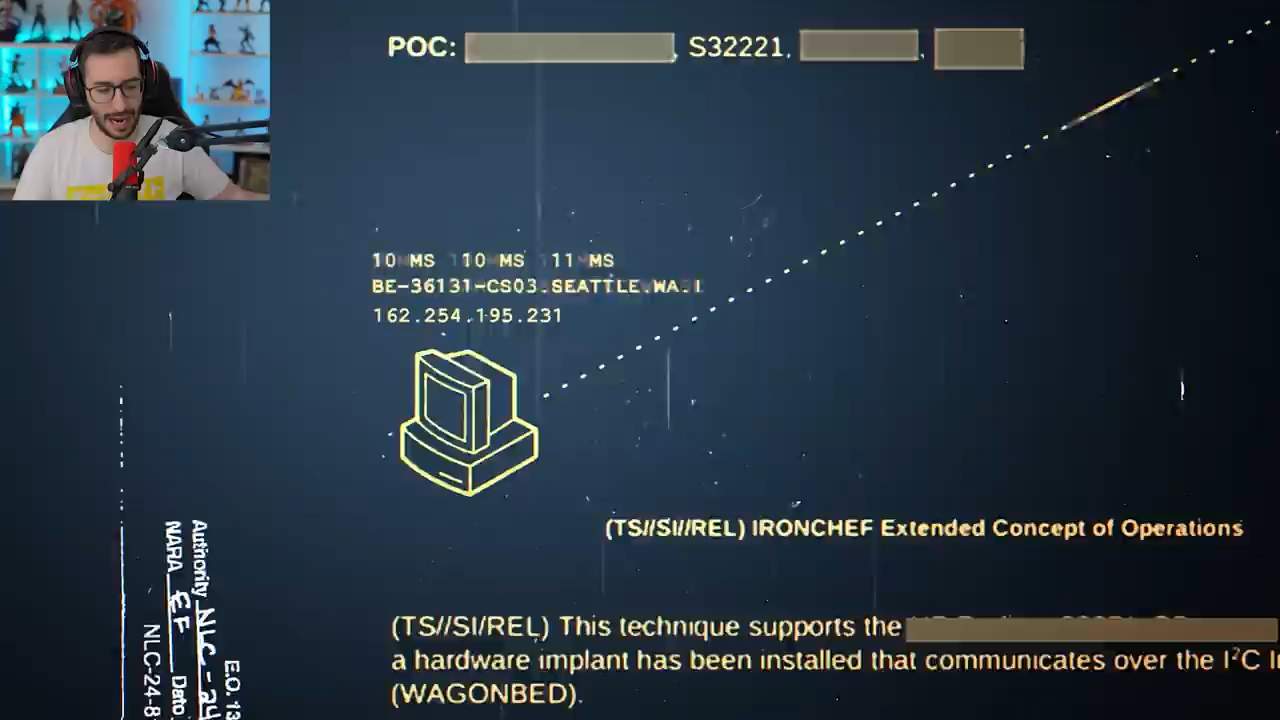 POC: , S32221, ,
10 MS 10 MS 11 MS
BE-36131-CS03.SEATTLE.WA.I
162.254.195.231
(TS//SI//REL) IRONCHEF Extended Concept of Operations
(TS//SI/REL) This technique supports the
a hardware implant has been installed that communicates over the I²C
(WAGONBED).
E.O. 13
Authority NLC-24
NARA EF Date
NLC-24-8